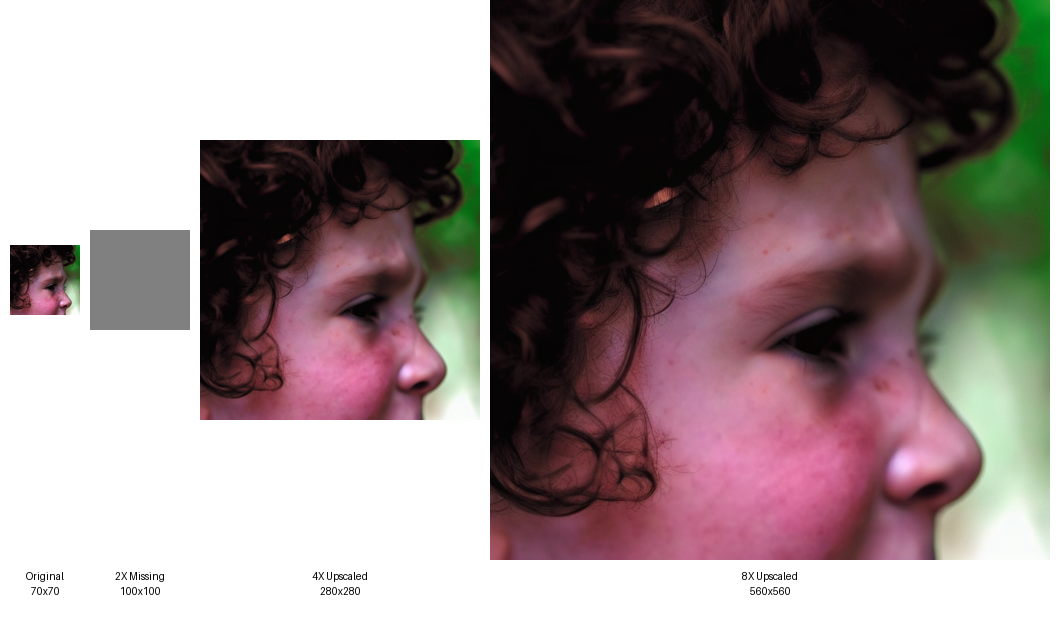 Original
70x70
2X Missing
100x100
4X Upscaled
280x280
8X Upscaled
560x560